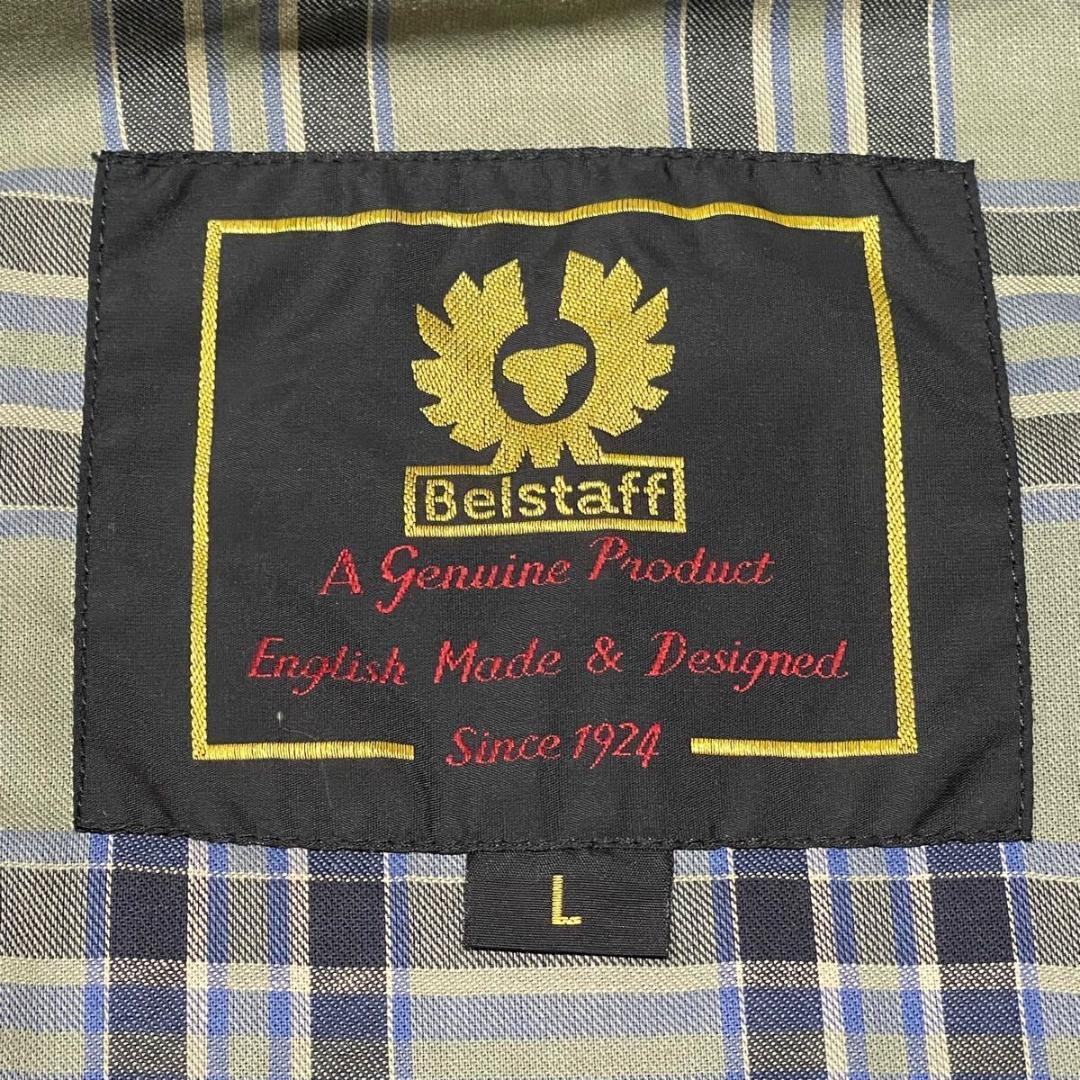 Belstaff
A Genuine Product
English Made & Designed
Since 1924
L